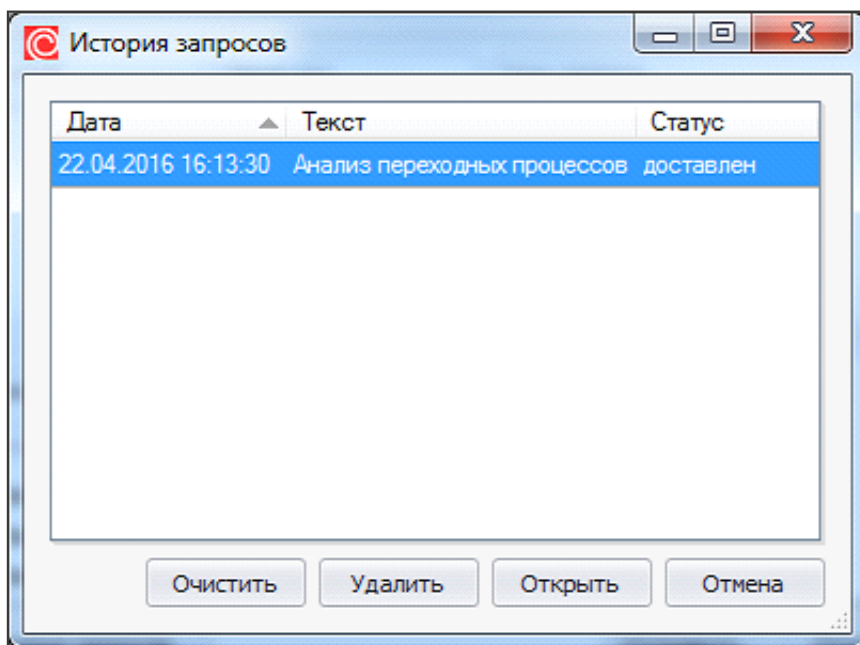 История запросов
Дата Текст Статус
22.04.2016 16:13:30 Анализ переходных процессов доставлен
Очистить Удалить Открыть Отмена